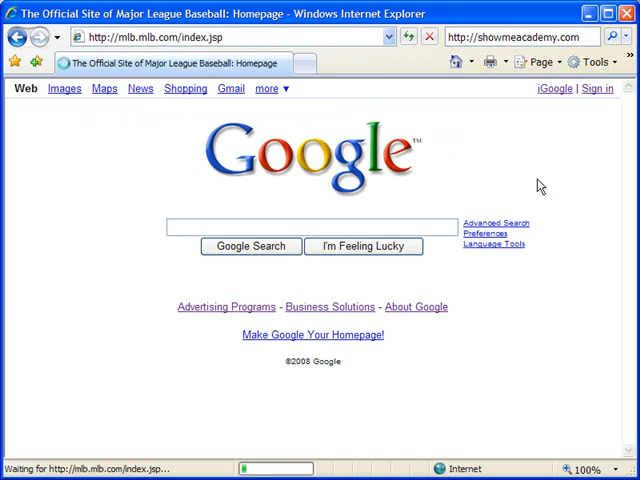 The Official Site of Major League Baseball: Homepage - Windows Internet Explorer
http://mlb.mlb.com/index.jsp
http://showmeacademy.com
The Official Site of Major League Baseball: Homepage
Page
Tools
Web Images Maps News Shopping Gmail more ▼
iGoogle | Sign in
Google™
Advanced Search
Preferences
Language Tools
Google Search
I'm Feeling Lucky
Advertising Programs - Business Solutions - About Google
Make Google Your Homepage!
©2008 Google
Waiting for http://mlb.mlb.com/index.jsp...
Internet
100%